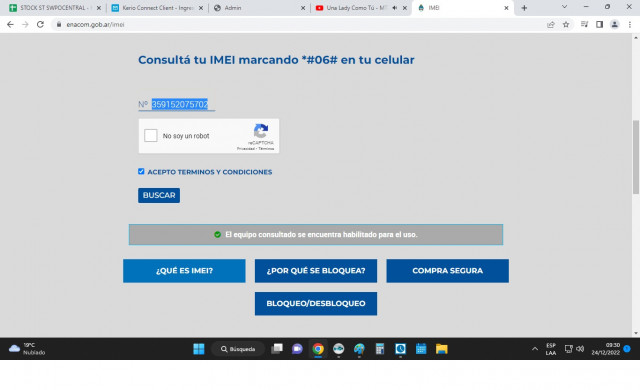 STOCK ST SWPOCENTRAL -
Kerio Connect Client - Ingres
Admin
Una Lady Como Tú - MT
IMEI
enacom.gob.ar/imei
Consultá tu IMEI marcando *#06# en tu celular
Nº 359152075702
No soy un robot
reCAPTCHA
Privacidad - Términos
ACEPTO TERMINOS Y CONDICIONES
BUSCAR
El equipo consultado se encuentra habilitado para el uso.
¿QUÉ ES IMEI?
¿POR QUÉ SE BLOQUEA?
COMPRA SEGURA
BLOQUEO/DESBLOQUEO
19°C
Nublado
Búsqueda
ESP
LAA
09:30
24/12/2022